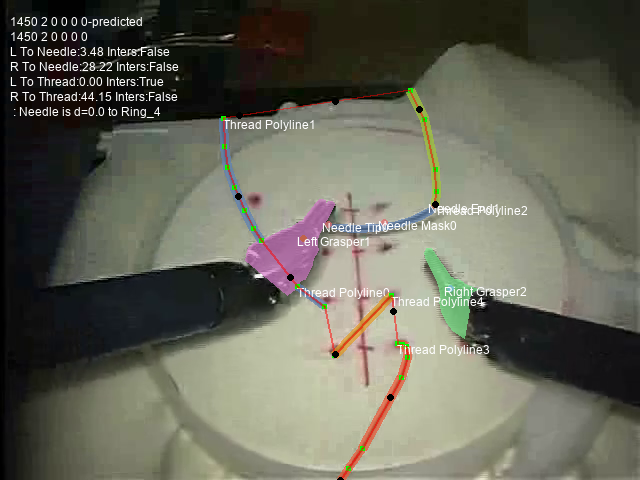 1450 2 0 0 0 0-predicted
1450 2 0 0 0 0
L To Needle:3.48 Inters:False
R To Needle:28.22 Inters:False
L To Thread:0.00 Inters:True
R To Thread:44.15 Inters:False
: Needle is d=0.0 to Ring_4
Thread Polyline1
Needle End1
Thread Polyline2
Needle Tip0
Needle Mask0
Left Grasper1
Thread Polyline0
Right Grasper2
Thread Polyline4
Thread Polyline3